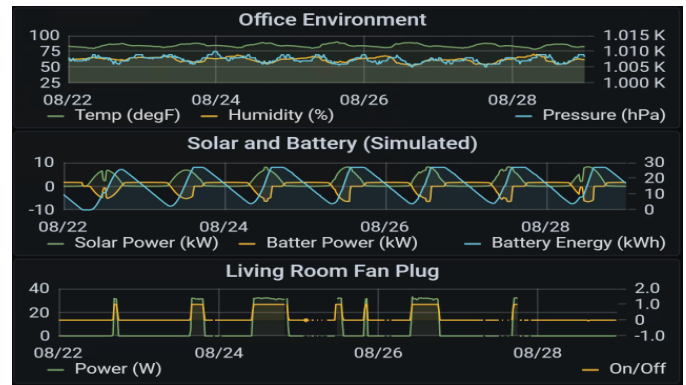 Office Environment
100 1.015 K
75 1.010 K
50 1.005 K
25 1.000 K
08/22 08/24 08/26 08/28
Temp (degF) Humidity (%) Pressure (hPa)
Solar and Battery (Simulated)
10 30
20
0 10
-10 0
08/22 08/24 08/26 08/28
Solar Power (kW) Batter Power (kW) Battery Energy (kWh)
Living Room Fan Plug
40 2.0
20 1.0
0
0 -1.0
08/22 08/24 08/26 08/28
Power (W) On/Off